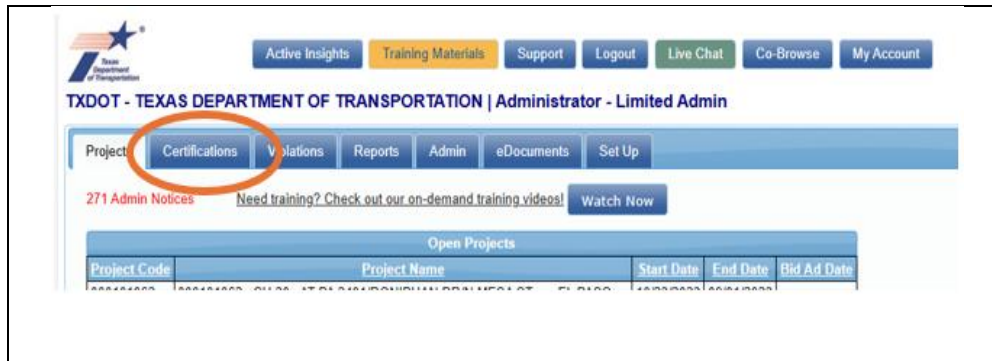 Texas
Department
of Transportation
Active Insights Training Materials Support Logout Live Chat Co-Browse My Account
TXDOT - TEXAS DEPARTMENT OF TRANSPORTATION | Administrator - Limited Admin
Projects Certifications Violations Reports Admin eDocuments Set Up
271 Admin Notices Need training? Check out our on-demand training videos! Watch Now
Open Projects
Project Code Project Name Start Date End Date Bid Ad Date